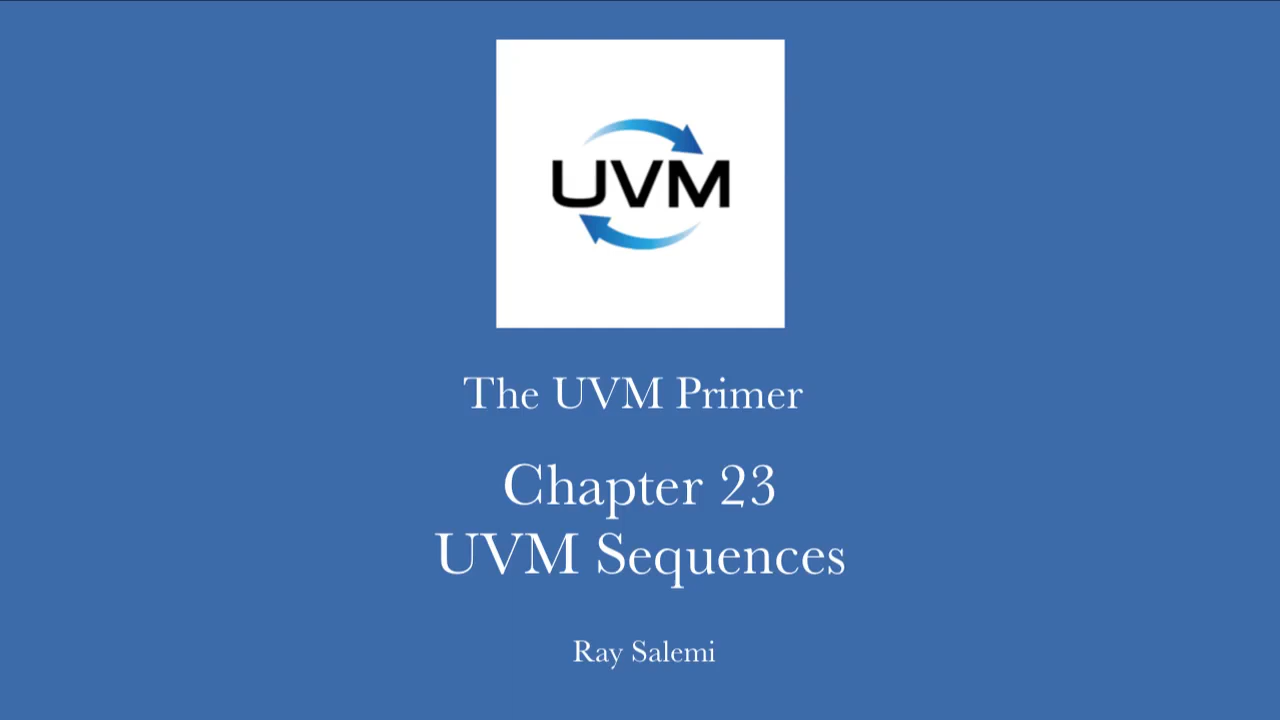 UVM
The UVM Primer
Chapter 23
UVM Sequences
Ray Salemi